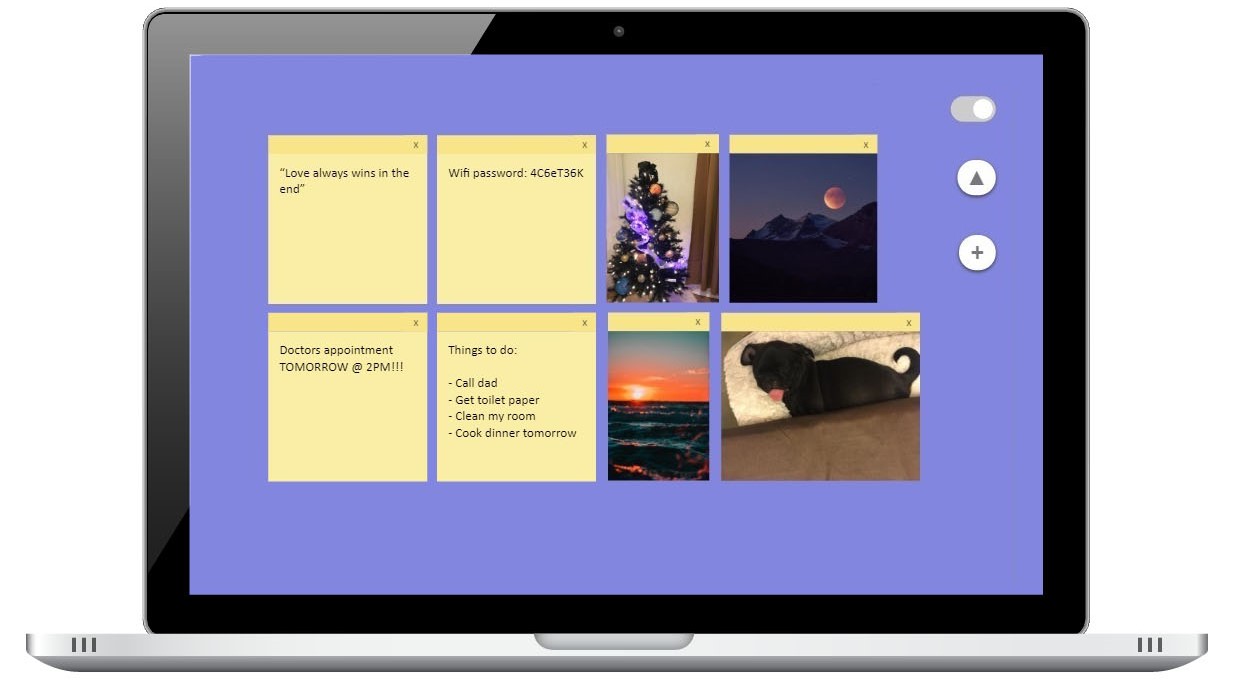 x
x
x
x
“Love always wins in the
end”
Wifi password: 4C6eT36K
x
x
x
x
Doctors appointment
TOMORROW @ 2PM!!!
Things to do:
- Call dad
- Get toilet paper
- Clean my room
- Cook dinner tomorrow